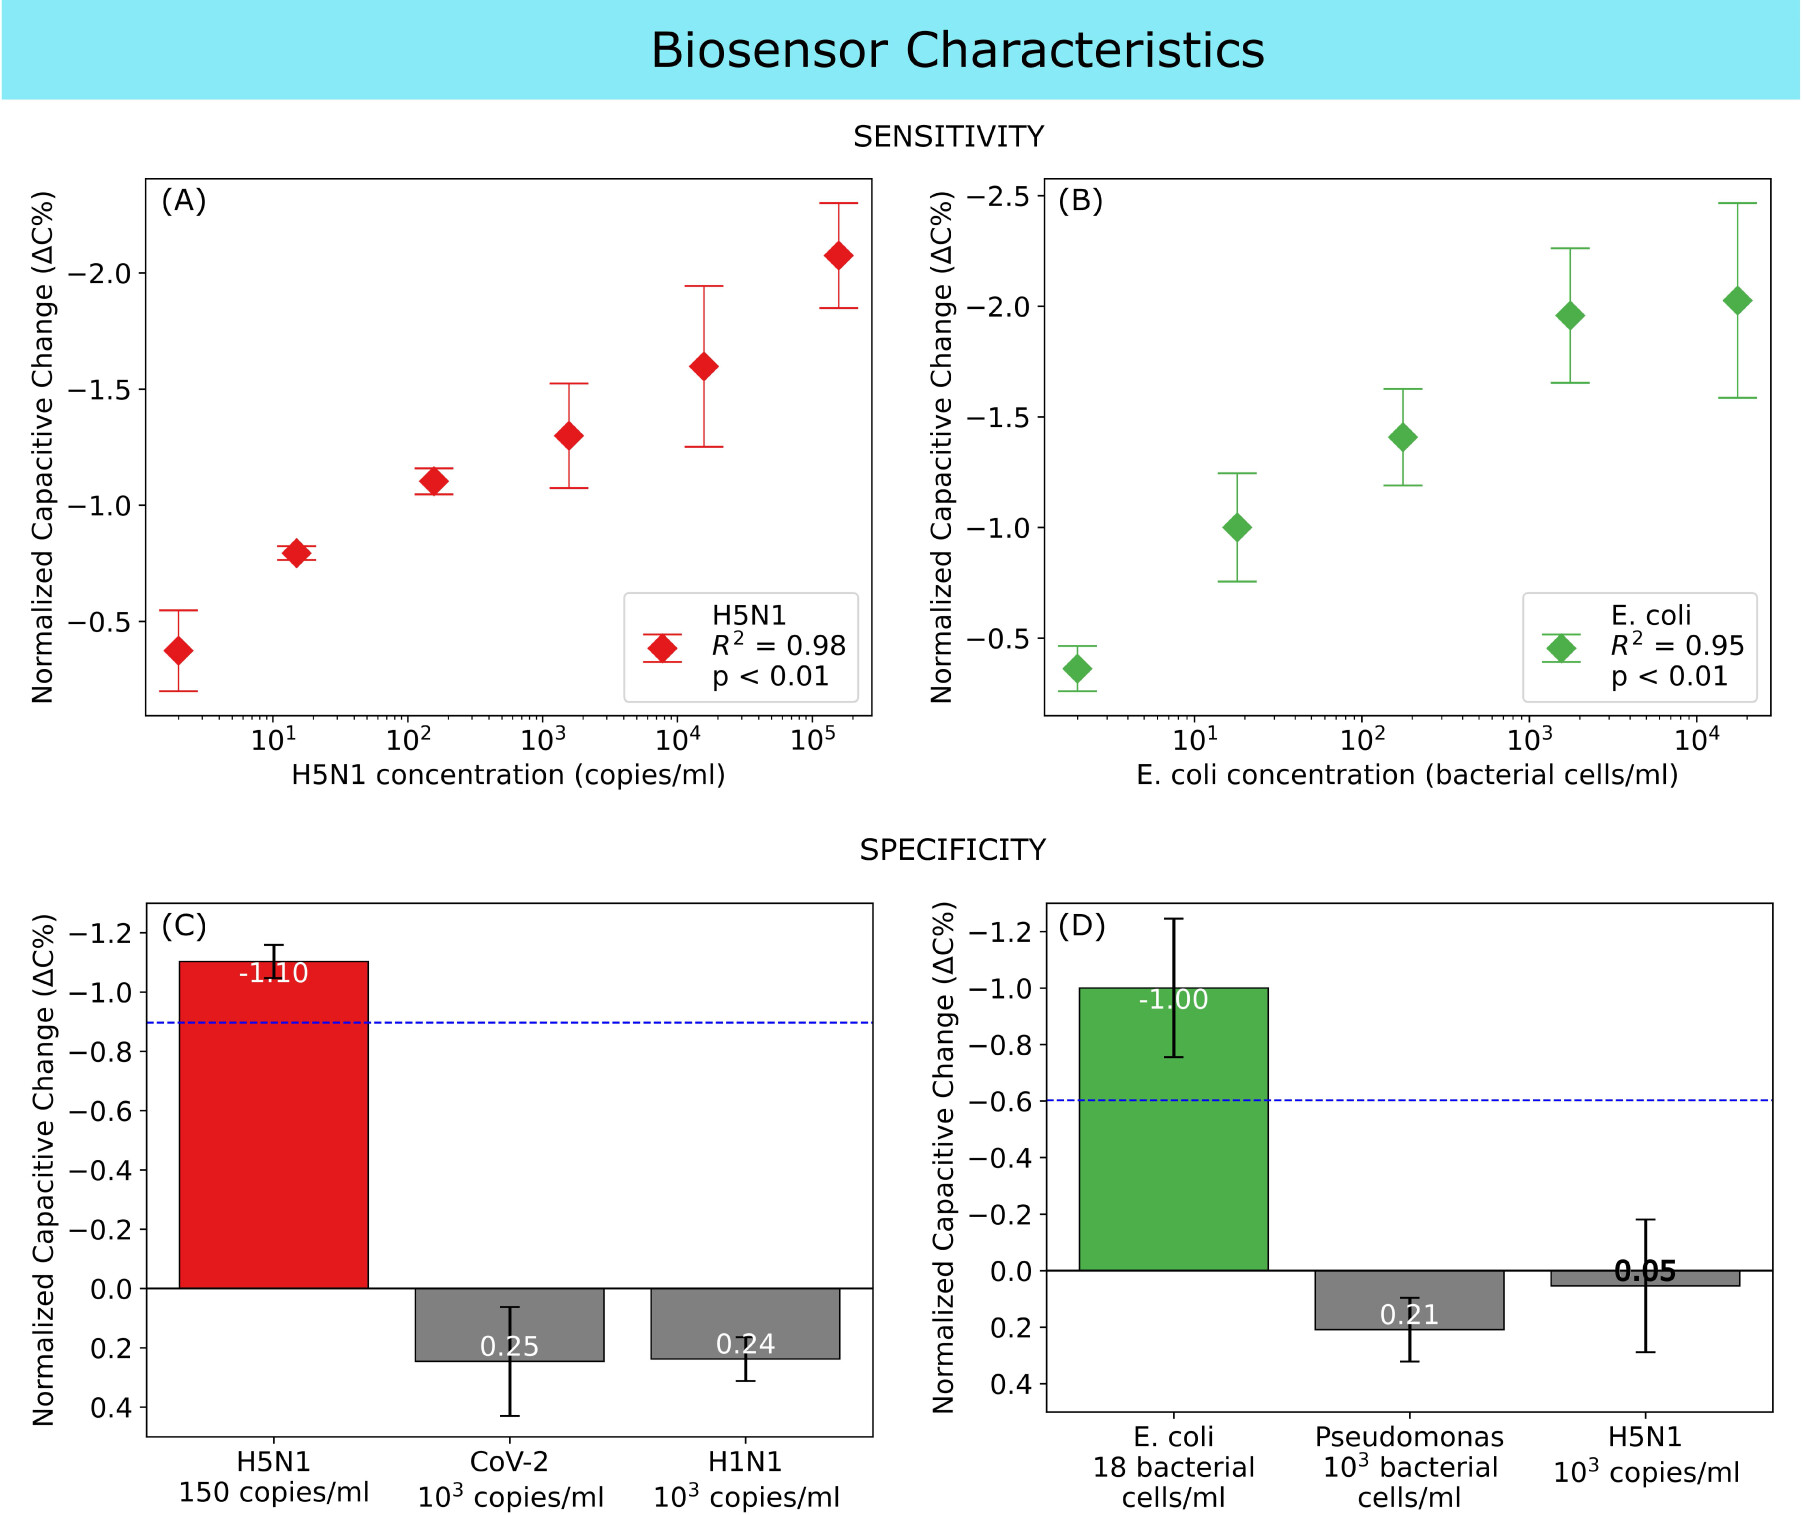 Biosensor Characteristics
SENSITIVITY
(A)
Normalized Capacitive Change (ΔC%)
−2.0
−1.5
−1.0
−0.5
H5N1
R² = 0.98
p < 0.01
10¹ 10² 10³ 10⁴ 10⁵
H5N1 concentration (copies/ml)
(B)
Normalized Capacitive Change (ΔC%)
−2.5
−2.0
−1.5
−1.0
−0.5
E. coli
R² = 0.95
p < 0.01
10¹ 10² 10³ 10⁴
E. coli concentration (bacterial cells/ml)
SPECIFICITY
(C)
Normalized Capacitive Change (ΔC%)
−1.2
−1.0
−0.8
−0.6
−0.4
−0.2
0.0
0.2
0.4
-1.10
0.25
0.24
H5N1
150 copies/ml
CoV-2
10³ copies/ml
H1N1
10³ copies/ml
(D)
Normalized Capacitive Change (ΔC%)
−1.2
−1.0
−0.8
−0.6
−0.4
−0.2
0.0
0.2
0.4
-1.00
0.21
0.05
E. coli
18 bacterial
cells/ml
Pseudomonas
10³ bacterial
cells/ml
H5N1
10³ copies/ml